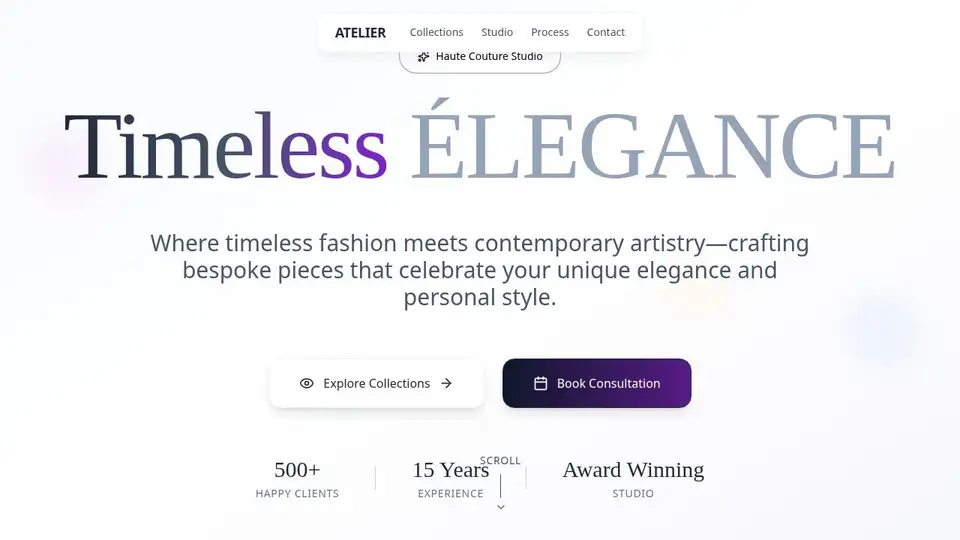 ATELIER Collections Studio Process Contact
Haute Couture Studio
Timeless ÉLEGANCE
Where timeless fashion meets contemporary artistry—crafting
bespoke pieces that celebrate your unique elegance and
personal style.
Explore Collections
Book Consultation
SCROLL
500+
HAPPY CLIENTS
15 Years
EXPERIENCE
Award Winning
STUDIO